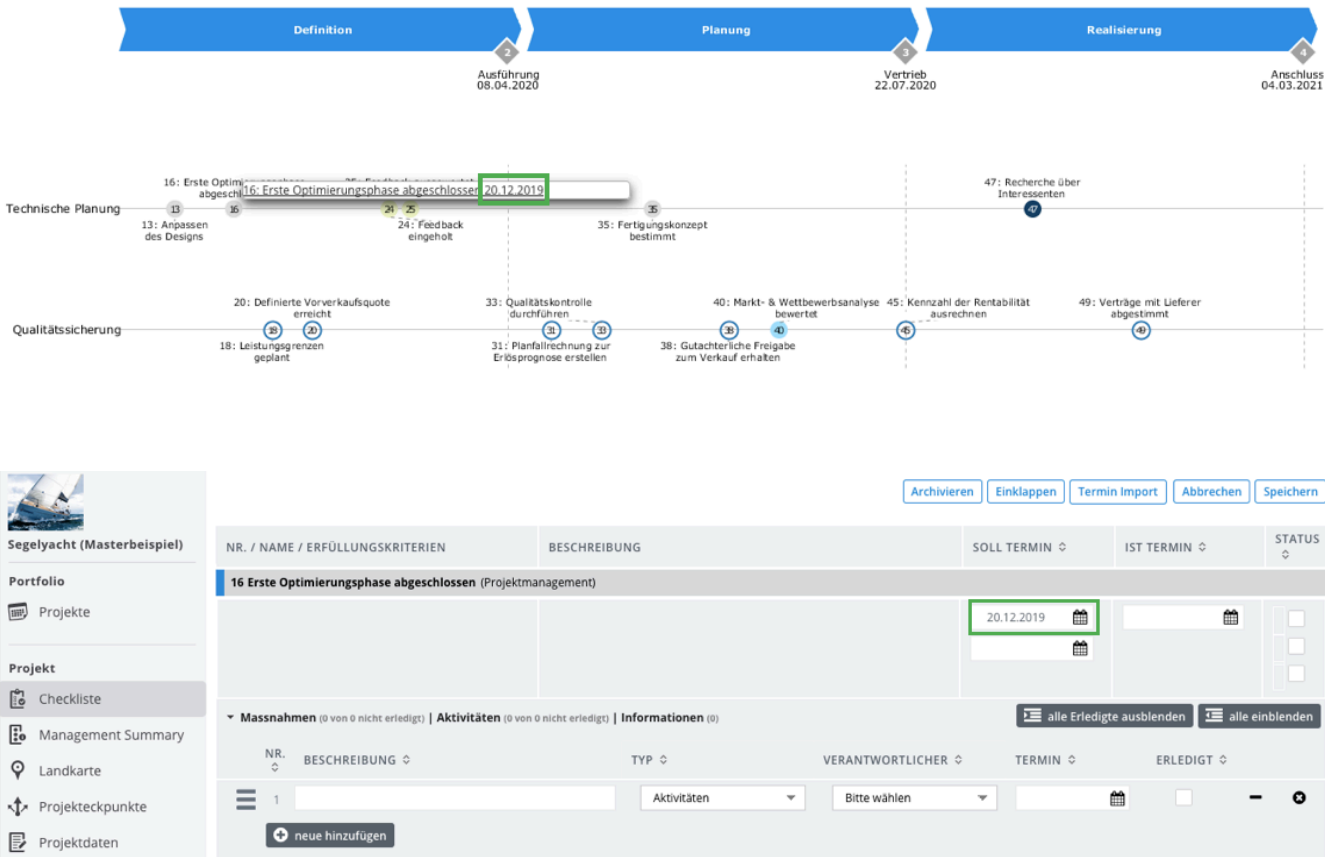 Definition
Planung
Realisierung
2
3
4
Ausführung
08.04.2020
Vertrieb
22.07.2020
Anschluss
04.03.2021
16: Erste
abgeschl
16: Erste Optimierungsphase abgeschlossen 20.12.2019
47: Recherche über
Interessenten
Technische Planung
13
16
24
25
35
47
13: Anpassen
des Designs
24: Feedback
eingeholt
35: Fertigungskonzept
bestimmt
20: Definierte Vorverkaufsquote
erreicht
33: Qualitätskontrolle
durchführen
40: Markt- & Wettbewerbsanalyse
bewertet
45: Kennzahl der Rentabilität
ausrechnen
49: Verträge mit Lieferer
abgestimmt
Qualitätssicherung
18
20
31
33
38
40
45
49
18: Leistungsgrenzen
geplant
31: Planfallrechnung zur
Erlösprognose erstellen
38: Gutachterliche Freigabe
zum Verkauf erhalten
Archivieren Einklappen Termin Import Abbrechen Speichern
Segelyacht (Masterbeispiel)
Portfolio
Projekte
Projekt
Checkliste
Management Summary
Landkarte
Projekteckpunkte
Projektdaten
NR. / NAME / ERFÜLLUNGSKRITERIEN BESCHREIBUNG SOLL TERMIN IST TERMIN STATUS
16 Erste Optimierungsphase abgeschlossen (Projektmanagement)
20.12.2019
Massnahmen (0 von 0 nicht erledigt) | Aktivitäten (0 von 0 nicht erledigt) | Informationen (0)
alle Erledigte ausblenden alle einblenden
NR. BESCHREIBUNG TYP VERANTWORTLICHER TERMIN ERLEDIGT
1 Aktivitäten Bitte wählen
neue hinzufügen